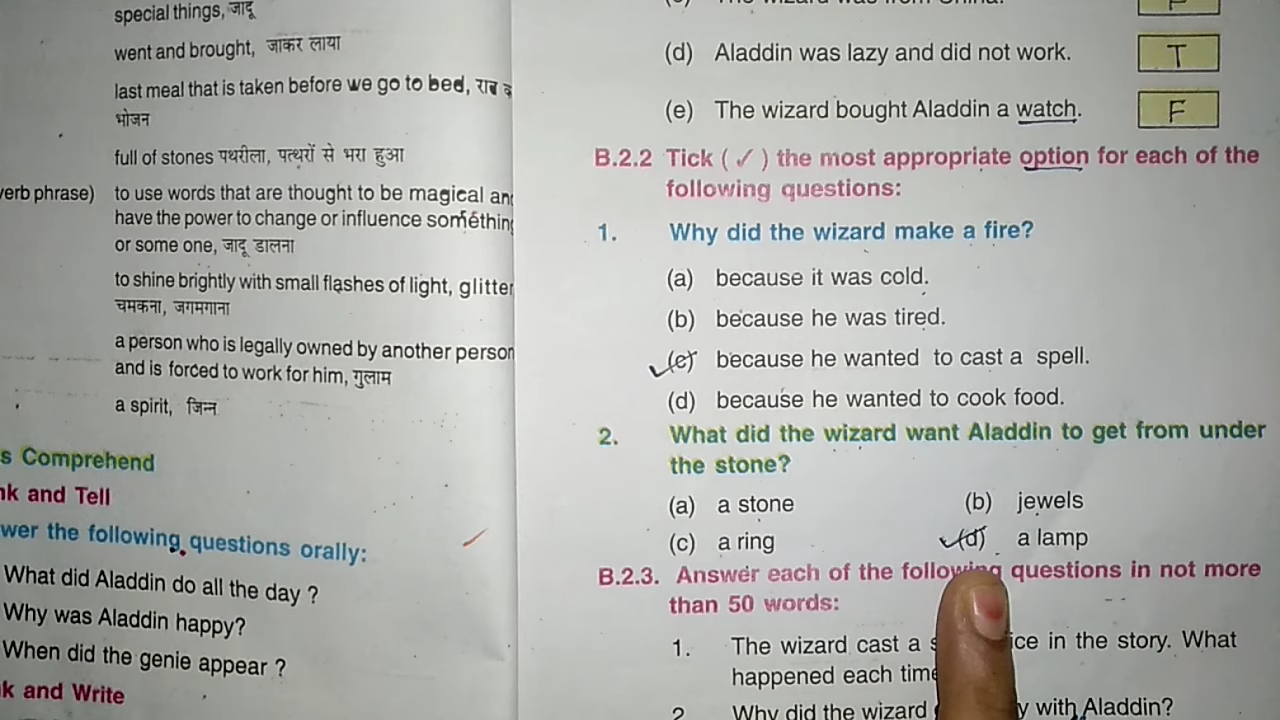 special things, जादू
went and brought, जाकर लाया
last meal that is taken before we go to bed, रात
भोजन
full of stones पथरीला, पत्थरों से भरा हुआ
verb phrase) to use words that are thought to be magical
have the power to change or influence
or some one, जादू डालना
to shine brightly with small flashes of light, glitter
चमकना, जगमगाना
a person who is legally owned by another person
and is forced to work for him, गुलाम
a spirit, जिन्न
Comprehend
and Tell
the following questions orally:
What did Aladdin do all the day ?
Why was Aladdin happy?
When did the genie appear ?
and Write
(d) Aladdin was lazy and did not work. T
(e) The wizard bought Aladdin a watch. F
B.2.2 Tick ( ✓ ) the most appropriate option for each of the
following questions:
1. Why did the wizard make a fire?
(a) because it was cold.
(b) because he was tired.
(c) because he wanted to cast a spell.
(d) because he wanted to cook food.
2. What did the wizard want Aladdin to get from under
the stone?
(a) a stone (b) jewels
(c) a ring (d) a lamp
B.2.3. Answer each of the following questions in not more
than 50 words:
1. The wizard cast a in the story. What
happened each
2. Why did the wizard with Aladdin?